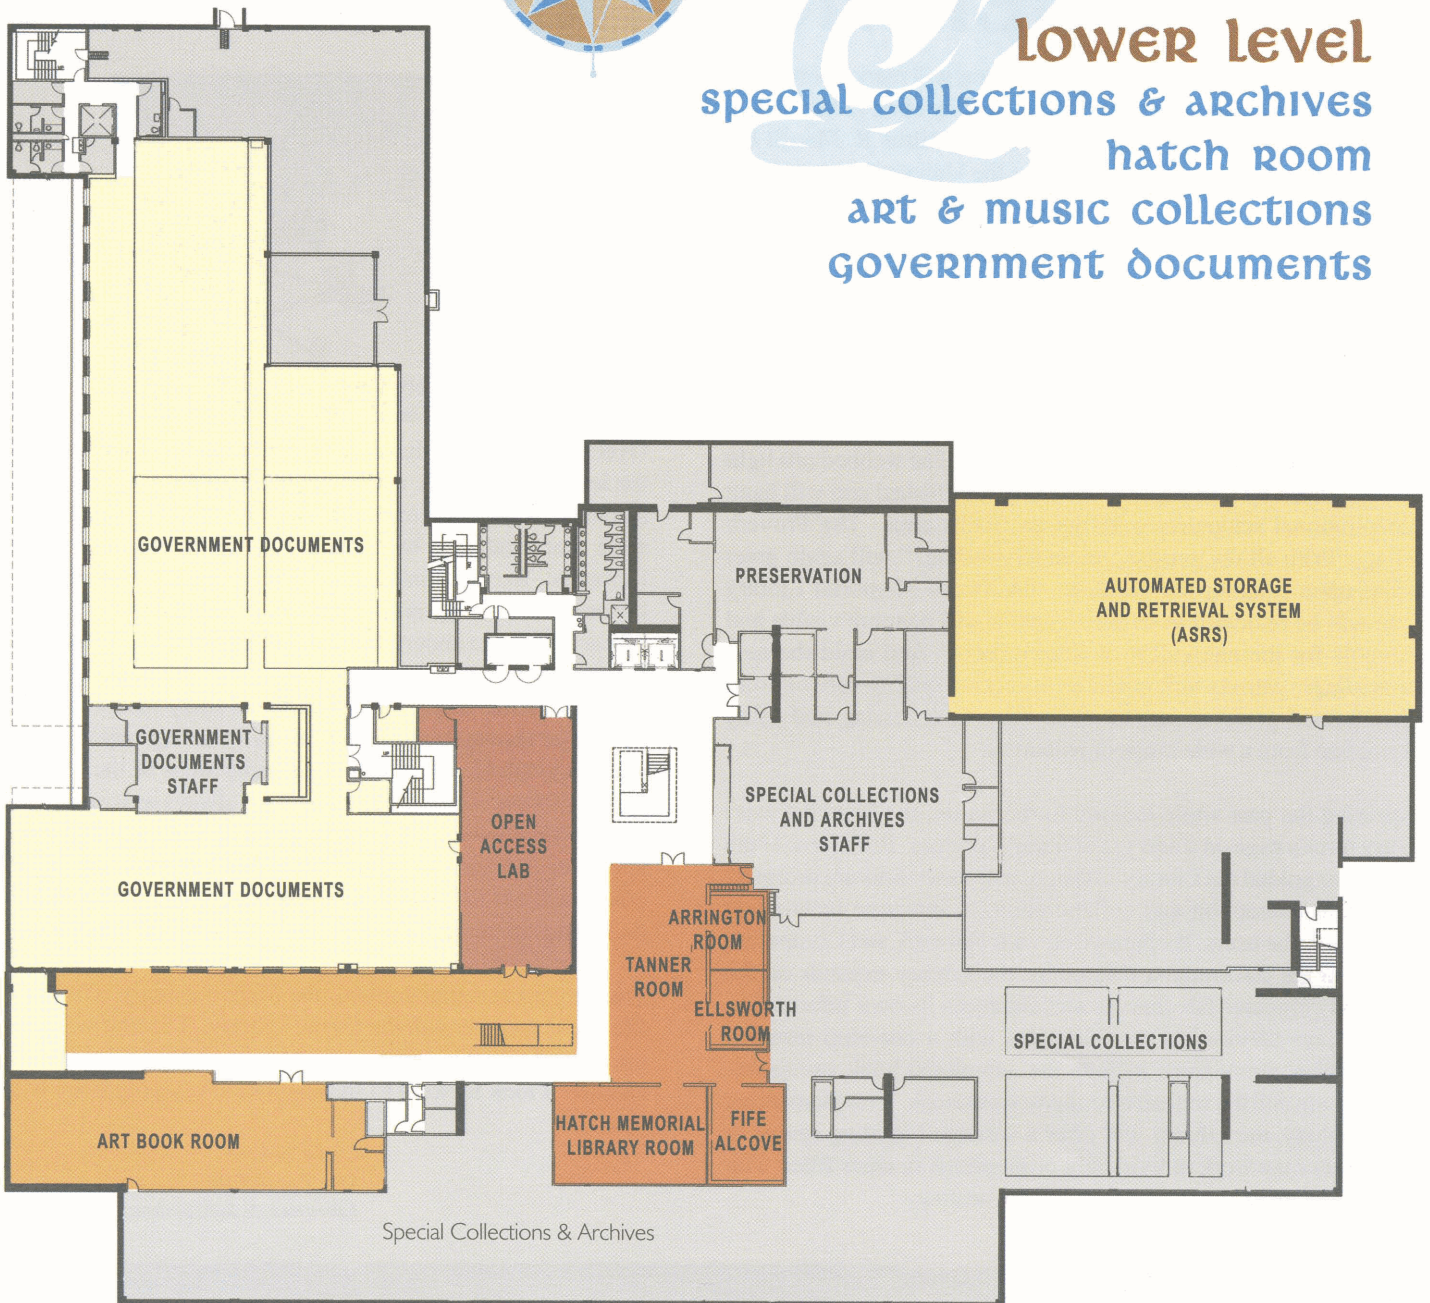 LOWER LEVEL
SPECIAL COLLECTIONS & ARCHIVES
HATCH ROOM
ART & MUSIC COLLECTIONS
GOVERNMENT DOCUMENTS
GOVERNMENT DOCUMENTS
PRESERVATION
AUTOMATED STORAGE
AND RETRIEVAL SYSTEM
(ASRS)
GOVERNMENT
DOCUMENTS
STAFF
SPECIAL COLLECTIONS
AND ARCHIVES
STAFF
OPEN
ACCESS
LAB
GOVERNMENT DOCUMENTS
ARRINGTON
ROOM
TANNER
ROOM
ELLSWORTH
ROOM
SPECIAL COLLECTIONS
ART BOOK ROOM
HATCH MEMORIAL
LIBRARY ROOM
FIFE
ALCOVE
Special Collections & Archives